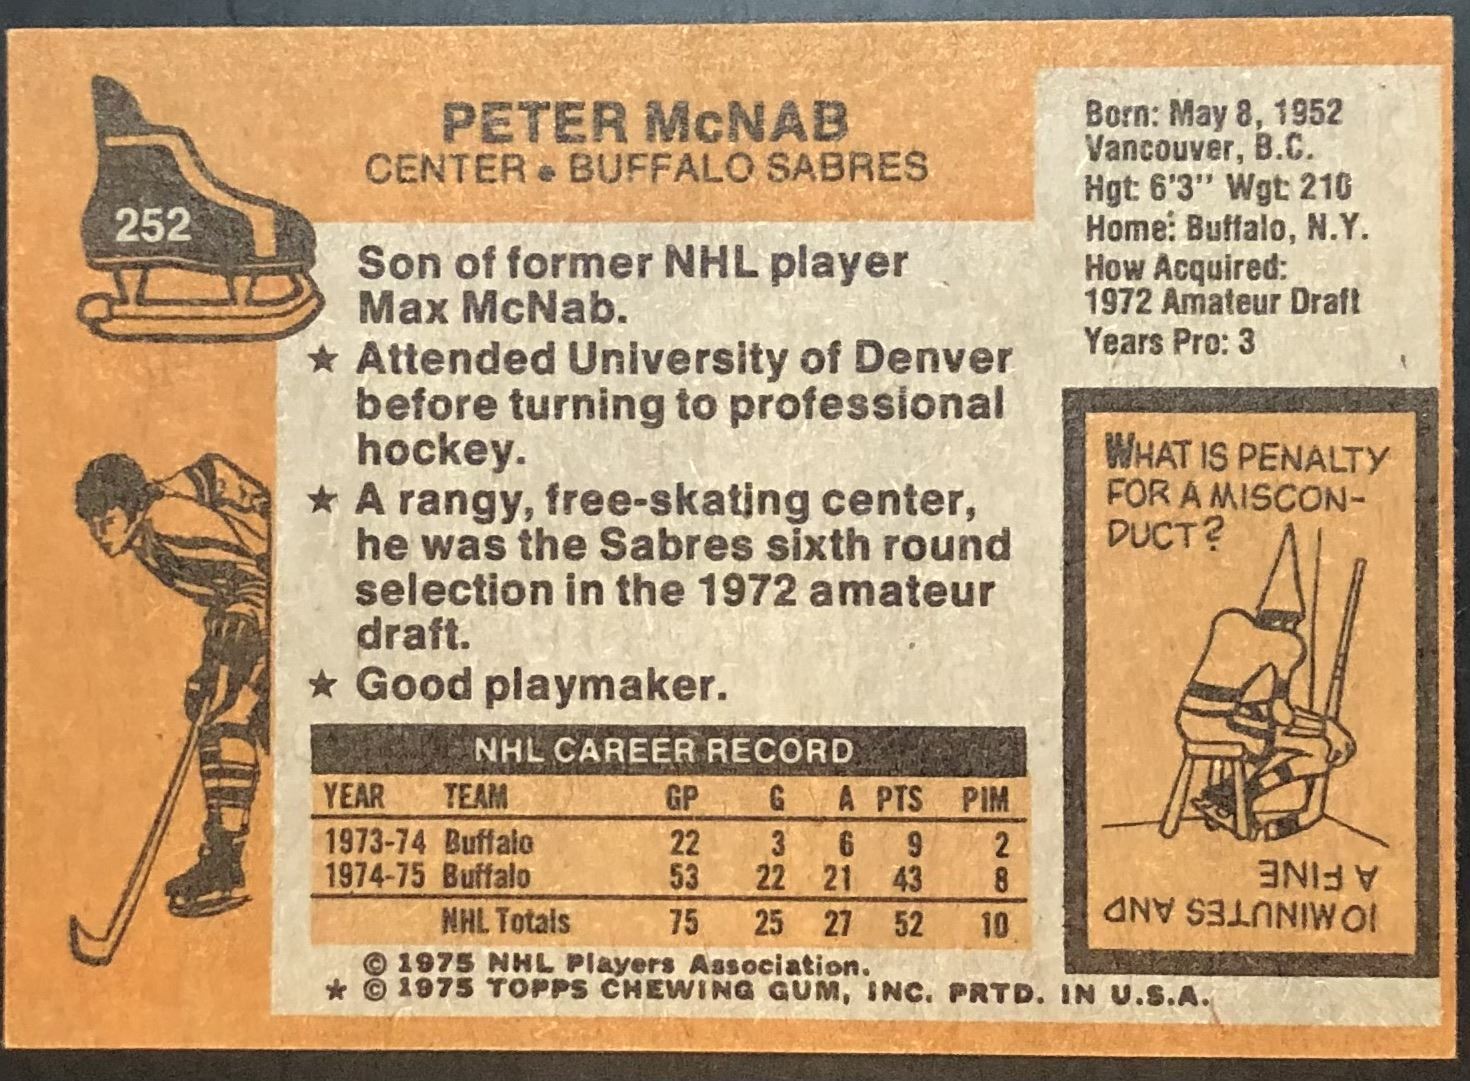 252
PETER McNAB
CENTER • BUFFALO SABRES
Son of former NHL player
Max McNab.
★ Attended University of Denver
before turning to professional
hockey.
★ A rangy, free-skating center,
he was the Sabres sixth round
selection in the 1972 amateur
draft.
★ Good playmaker.
NHL CAREER RECORD
YEAR TEAM GP G A PTS PIM
1973-74 Buffalo 22 3 6 9 2
1974-75 Buffalo 53 22 21 43 8
NHL Totals 75 25 27 52 10
© 1975 NHL Players Association.
★ © 1975 TOPPS CHEWING GUM, INC. PRTD. IN U.S.A.
Born: May 8, 1952
Vancouver, B.C.
Hgt: 6'3" Wgt: 210
Home: Buffalo, N.Y.
How Acquired:
1972 Amateur Draft
Years Pro: 3
WHAT IS PENALTY
FOR A MISCON-
DUCT?
10 MINUTES AND
A FINE